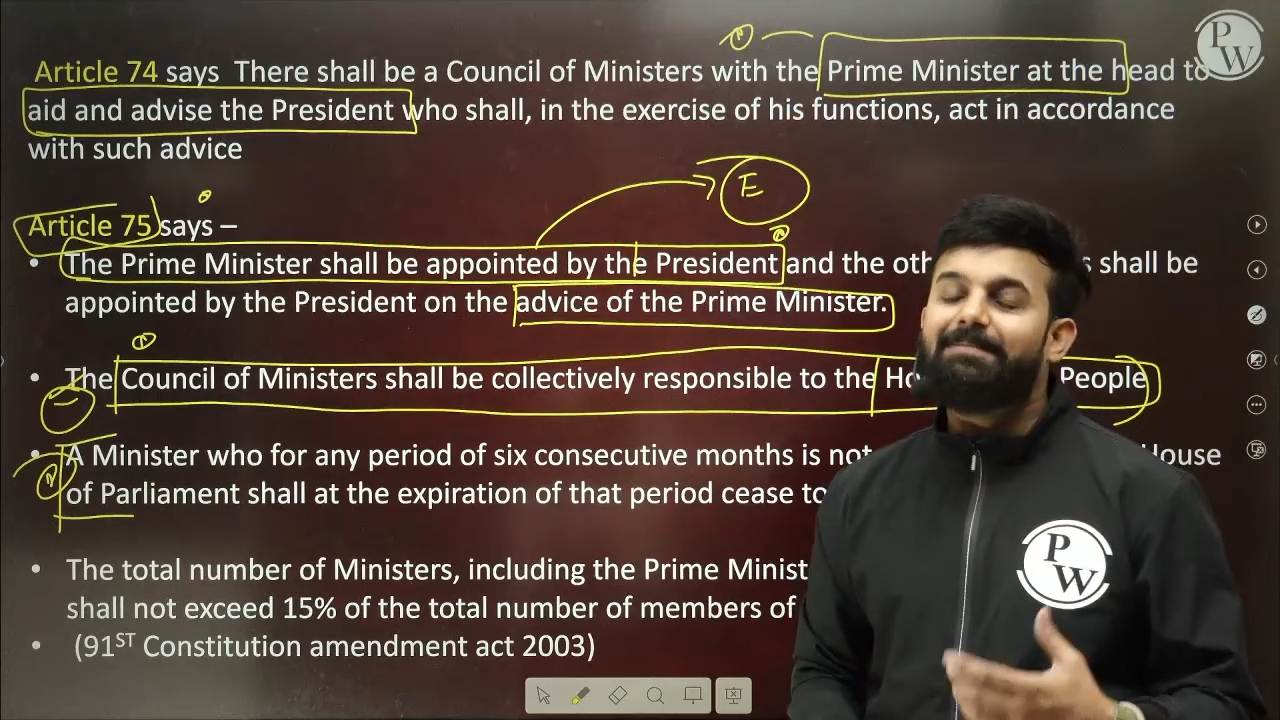 PW
Article 74 says There shall be a Council of Ministers with the Prime Minister at the head to
aid and advise the President who shall, in the exercise of his functions, act in accordance
with such advice
E
Article 75 says –
• The Prime Minister shall be appointed by the President and the oth s shall be
appointed by the President on the advice of the Prime Minister.
• The Council of Ministers shall be collectively responsible to the Ho People
• A Minister who for any period of six consecutive months is not House
of Parliament shall at the expiration of that period cease to
PW
• The total number of Ministers, including the Prime Minist
shall not exceed 15% of the total number of members of
• (91ST Constitution amendment act 2003)